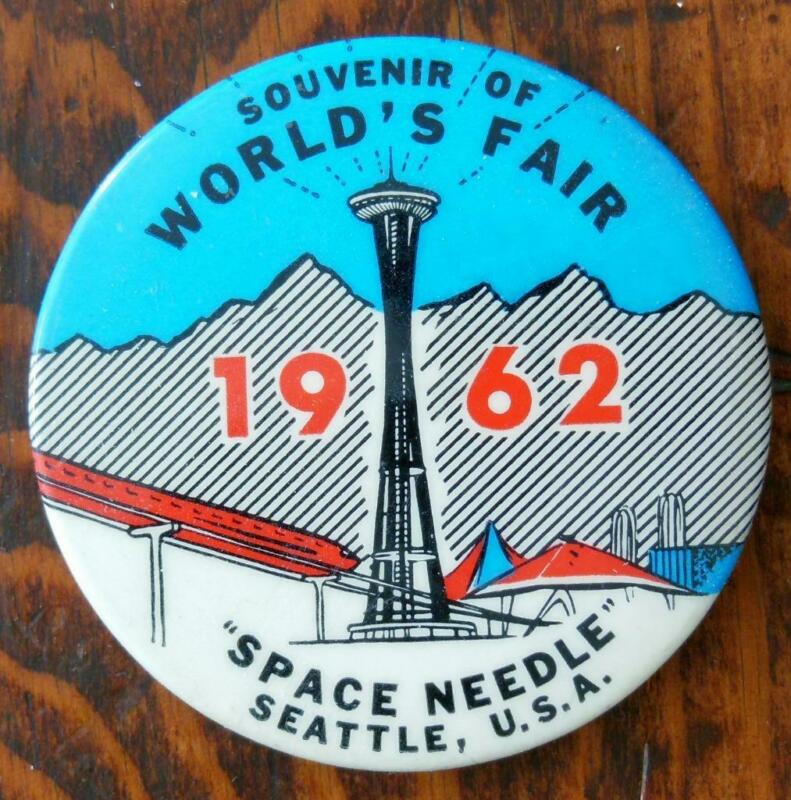 SOUVENIR OF
WORLD'S FAIR
1962
"SPACE NEEDLE"
SEATTLE, U.S.A.